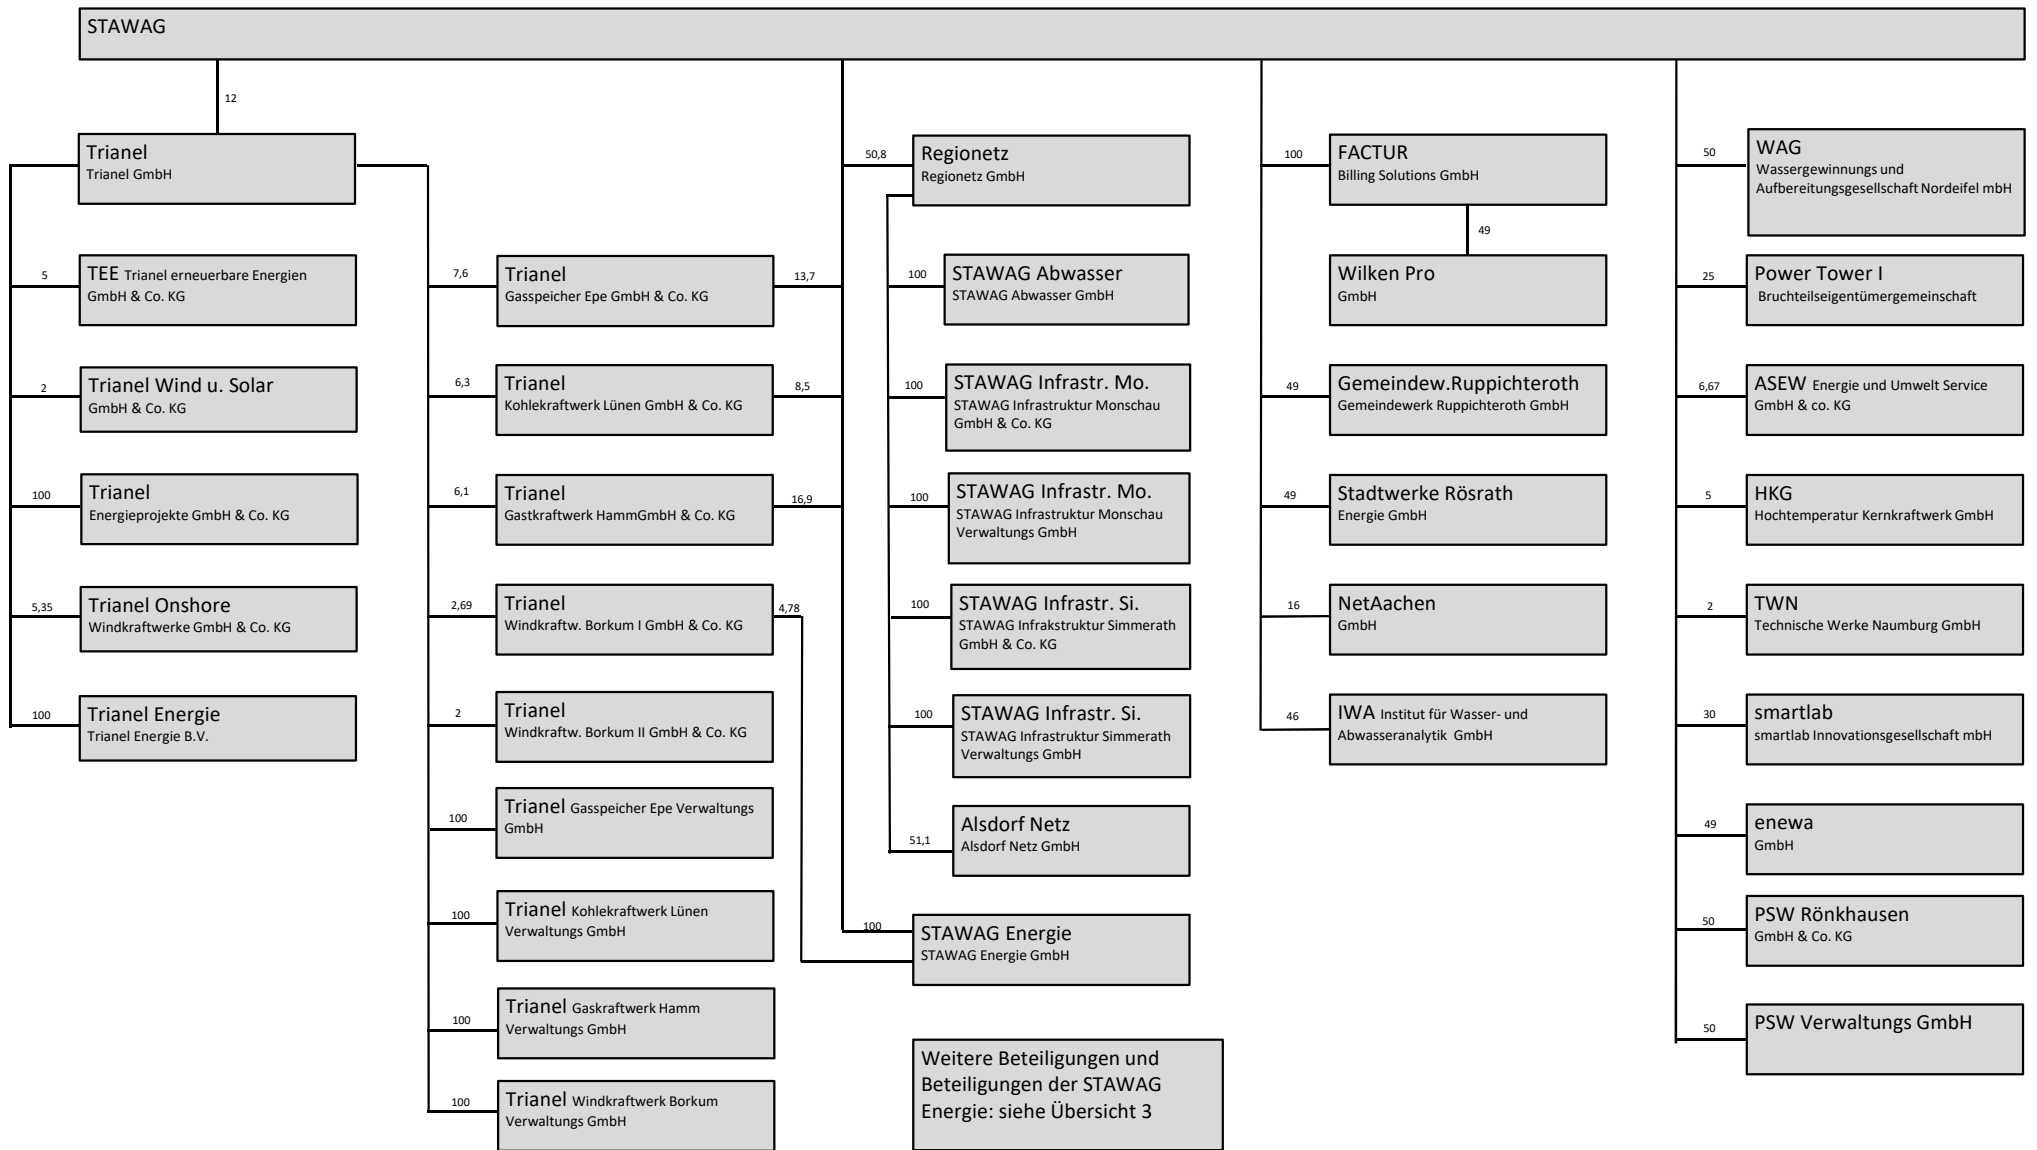 STAWAG
12
Trianel
Trianel GmbH
5
TEE Trianel erneuerbare Energien
GmbH & Co. KG
2
Trianel Wind u. Solar
GmbH & Co. KG
100
Trianel
Energieprojekte GmbH & Co. KG
5,35
Trianel Onshore
Windkraftwerke GmbH & Co. KG
100
Trianel Energie
Trianel Energie B.V.
7,6
Trianel
Gasspeicher Epe GmbH & Co. KG
13,7
6,3
Trianel
Kohlekraftwerk Lünen GmbH & Co. KG
8,5
6,1
Trianel
Gastkraftwerk HammGmbH & Co. KG
16,9
2,69
Trianel
Windkraftw. Borkum I GmbH & Co. KG
4,78
2
Trianel
Windkraftw. Borkum II GmbH & Co. KG
100
Trianel Gasspeicher Epe Verwaltungs
GmbH
100
Trianel Kohlekraftwerk Lünen
Verwaltungs GmbH
100
Trianel Gaskraftwerk Hamm
Verwaltungs GmbH
100
Trianel Windkraftwerk Borkum
Verwaltungs GmbH
50,8
Regionetz
Regionetz GmbH
100
STAWAG Abwasser
STAWAG Abwasser GmbH
100
STAWAG Infrastr. Mo.
STAWAG Infrastruktur Monschau
GmbH & Co. KG
100
STAWAG Infrastr. Mo.
STAWAG Infrastruktur Monschau
Verwaltungs GmbH
100
STAWAG Infrastr. Si.
STAWAG Infrakstruktur Simmerath
GmbH & Co. KG
100
STAWAG Infrastr. Si.
STAWAG Infrastruktur Simmerath
Verwaltungs GmbH
51,1
Alsdorf Netz
Alsdorf Netz GmbH
100
STAWAG Energie
STAWAG Energie GmbH
Weitere Beteiligungen und
Beteiligungen der STAWAG
Energie: siehe Übersicht 3
100
FACTUR
Billing Solutions GmbH
49
Wilken Pro
GmbH
49
Gemeindew.Ruppichteroth
Gemeindewerk Ruppichteroth GmbH
49
Stadtwerke Rösrath
Energie GmbH
16
NetAachen
GmbH
46
IWA Institut für Wasser- und
Abwasseranalytik GmbH
50
WAG
Wassergewinnungs und
Aufbereitungsgesellschaft Nordeifel mbH
25
Power Tower I
Bruchteilseigentümergemeinschaft
6,67
ASEW Energie und Umwelt Service
GmbH & co. KG
5
HKG
Hochtemperatur Kernkraftwerk GmbH
2
TWN
Technische Werke Naumburg GmbH
30
smartlab
smartlab Innovationsgesellschaft mbH
49
enewa
GmbH
50
PSW Rönkhausen
GmbH & Co. KG
50
PSW Verwaltungs GmbH